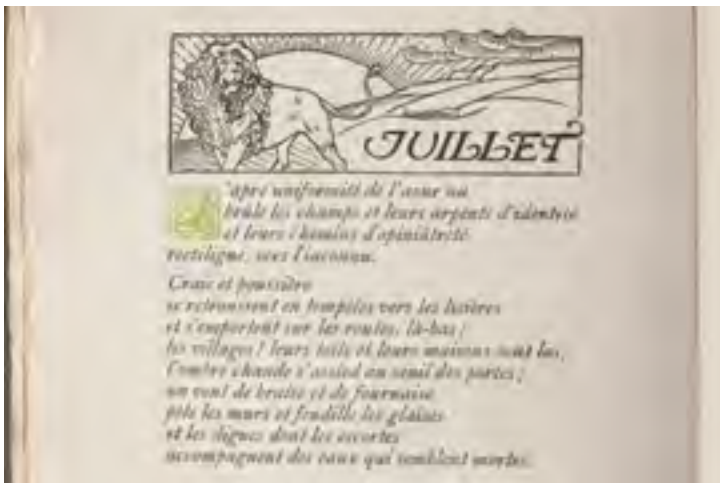 JUILLET
L'âpre uniformité de l'azur nu
brûle les champs et leurs arpents d'identité
et leurs chemins d'opiniâtreté
rectiligne, vers l'inconnu.
Craie et poussière
se retroussent en tempêtes vers les lisières
et s'emportent sur les routes, là-bas ;
les villages ! leurs toits et leurs maisons sont las,
l'ombre chaude s'assied au seuil des portes ;
un vent de braise et de fournaise
pèle les murs et fendille les glaises
et les digues dont les escortes
accompagnent des eaux qui semblent mortes.